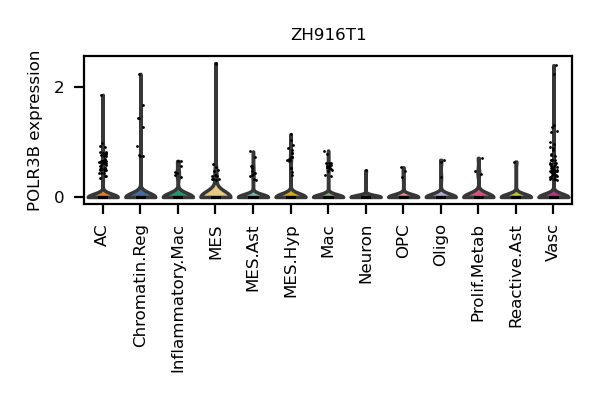 ZH916T1
POLR3B expression
2
0
AC
Chromatin.Reg
Inflammatory.Mac
MES
MES.Ast
MES.Hyp
Mac
Neuron
OPC
Oligo
Prolif.Metab
Reactive.Ast
Vasc